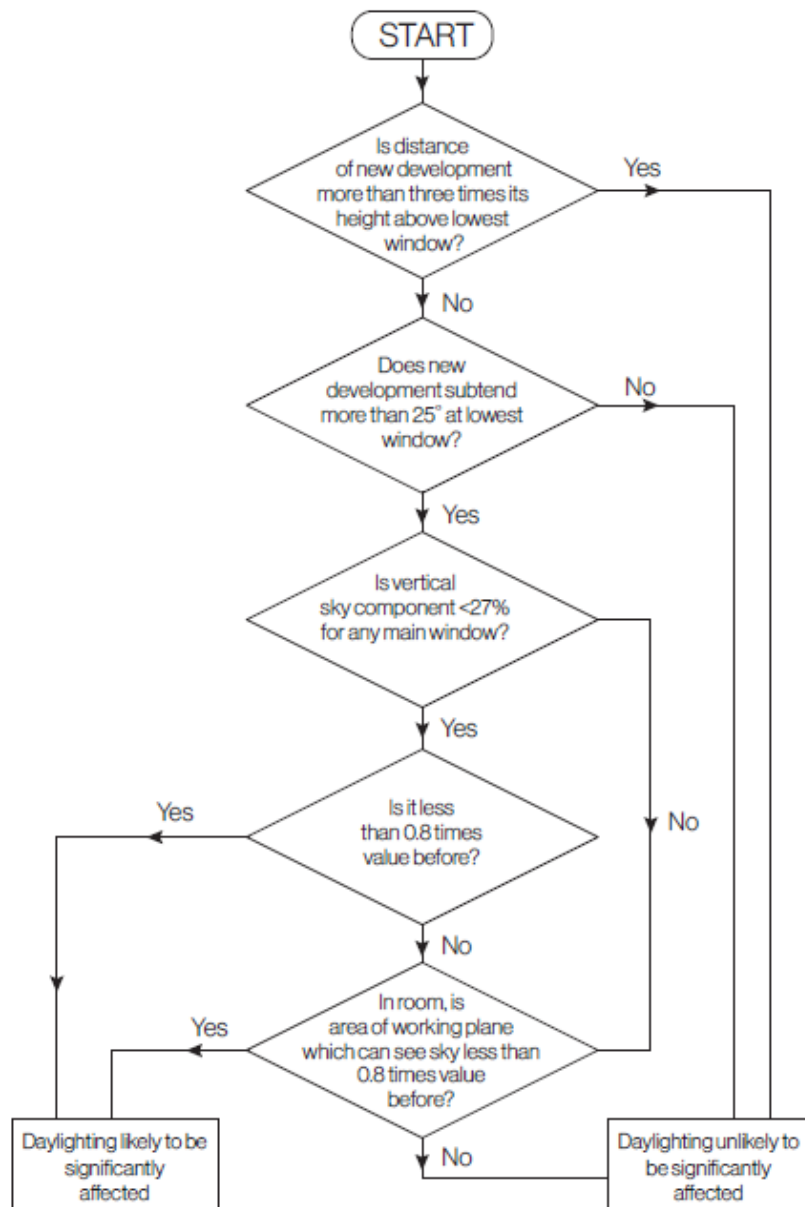 START
Is distance
of new development
more than three times its
height above lowest
window?
Yes
No
Does new
development subtend
more than 25° at lowest
window?
No
Yes
Is vertical
sky component <27%
for any main window?
Yes
No
Is it less
than 0.8 times
value before?
Yes
No
In room, is
area of working plane
which can see sky less than
0.8 times value
before?
Yes
No
Daylighting likely to be
significantly
affected
Daylighting unlikely to
be significantly
affected